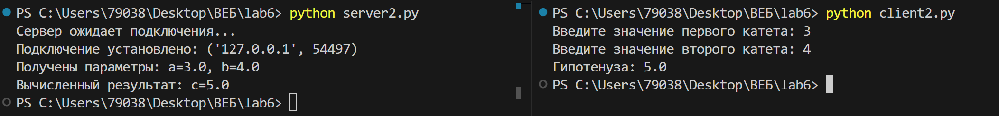 PS C:\Users\79038\Desktop\ВЕБ\lab6> python server2.py
Сервер ожидает подключения...
Подключение установлено: ('127.0.0.1', 54497)
Получены параметры: a=3.0, b=4.0
Вычисленный результат: c=5.0
PS C:\Users\79038\Desktop\ВЕБ\lab6>
PS C:\Users\79038\Desktop\ВЕБ\lab6> python client2.py
Введите значение первого катета: 3
Введите значение второго катета: 4
Гипотенуза: 5.0
PS C:\Users\79038\Desktop\ВЕБ\lab6>